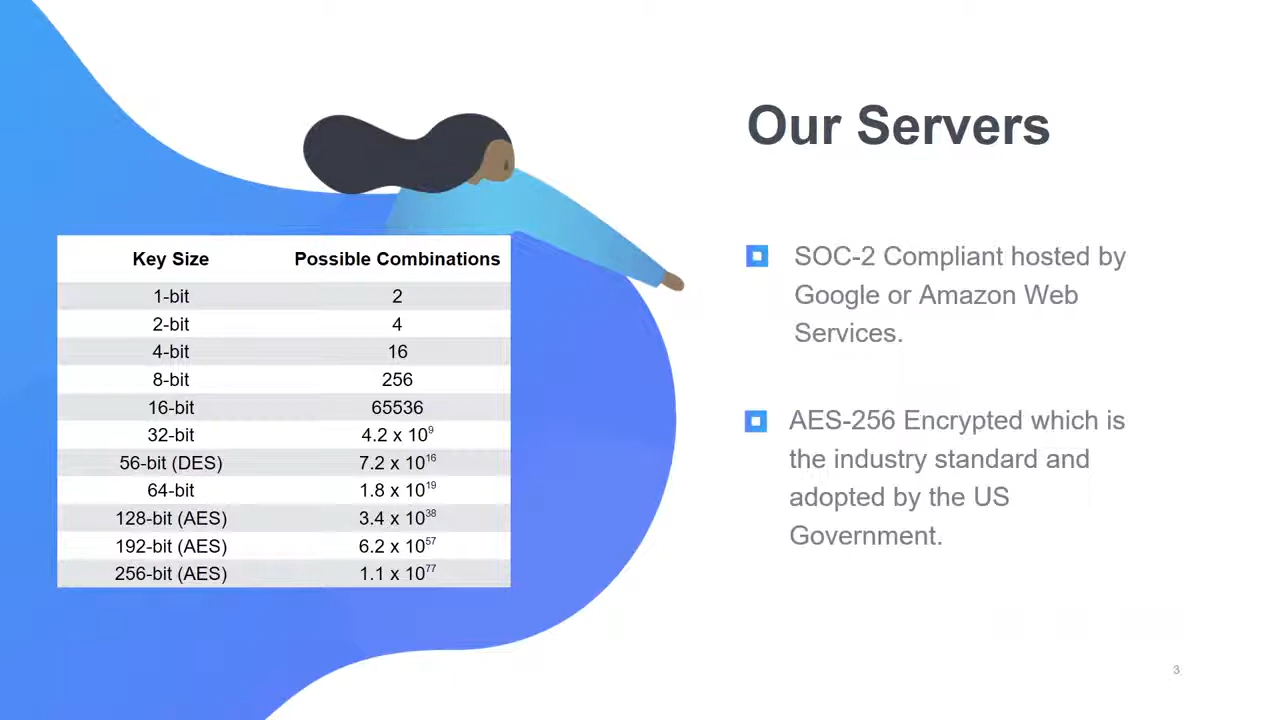 Our Servers
Key Size Possible Combinations
1-bit 2
2-bit 4
4-bit 16
8-bit 256
16-bit 65536
32-bit 4.2 x 10⁹
56-bit (DES) 7.2 x 10¹⁶
64-bit 1.8 x 10¹⁹
128-bit (AES) 3.4 x 10³⁸
192-bit (AES) 6.2 x 10⁵⁷
256-bit (AES) 1.1 x 10⁷⁷
SOC-2 Compliant hosted by
Google or Amazon Web
Services.
AES-256 Encrypted which is
the industry standard and
adopted by the US
Government.
3